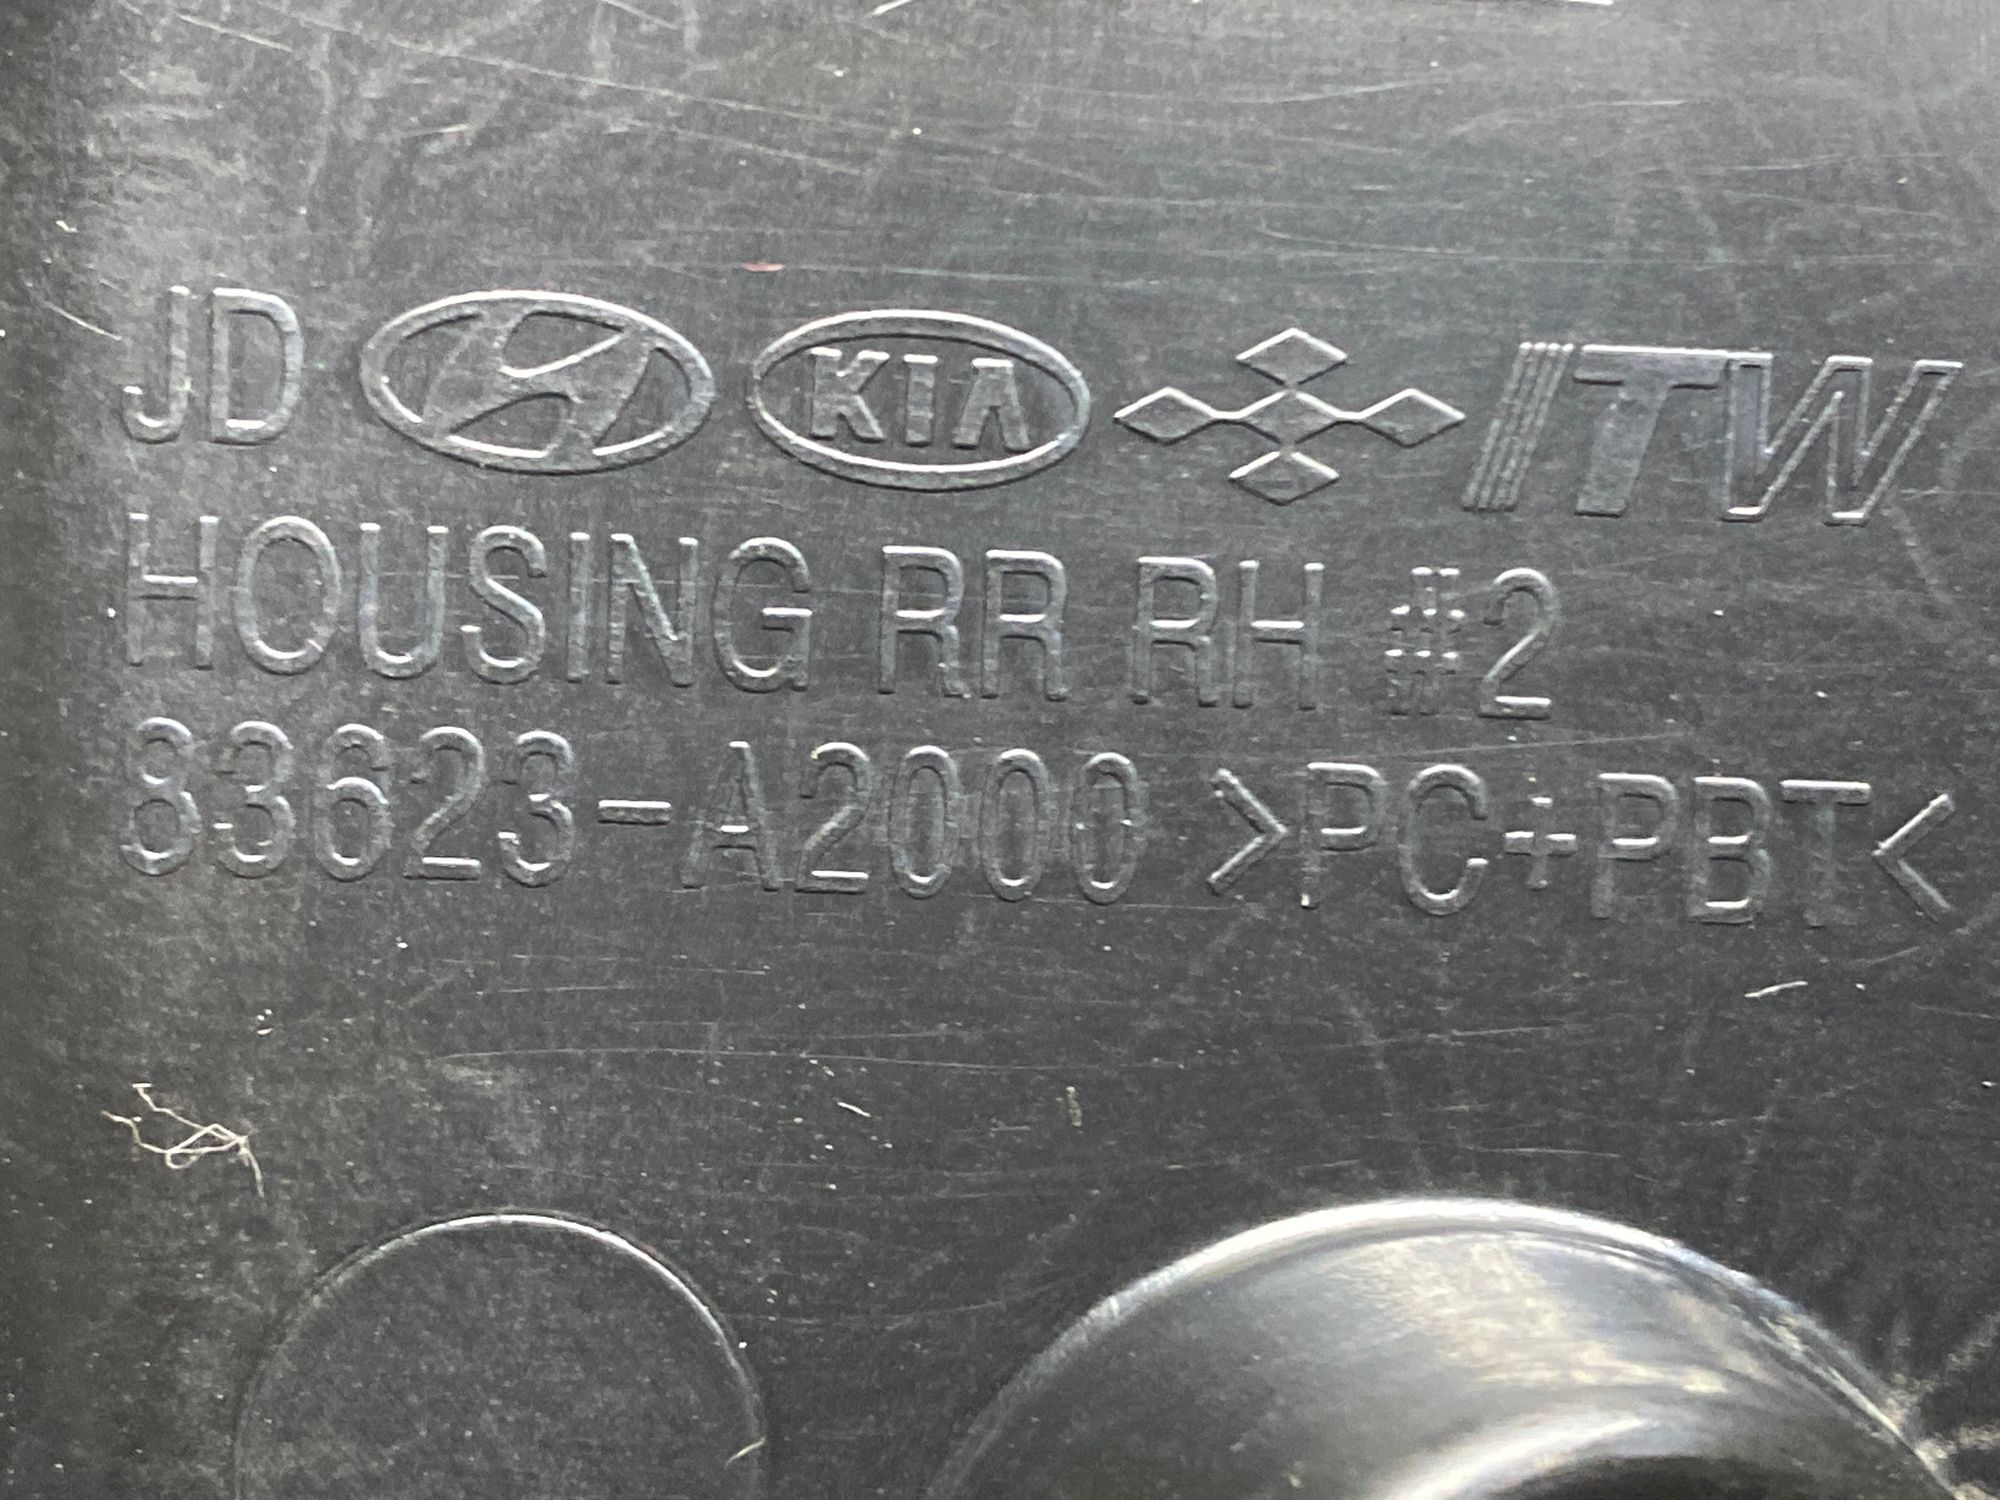 JD KIA ITW
HOUSING RR RH #2
83623-A2000 >PC+PBT<